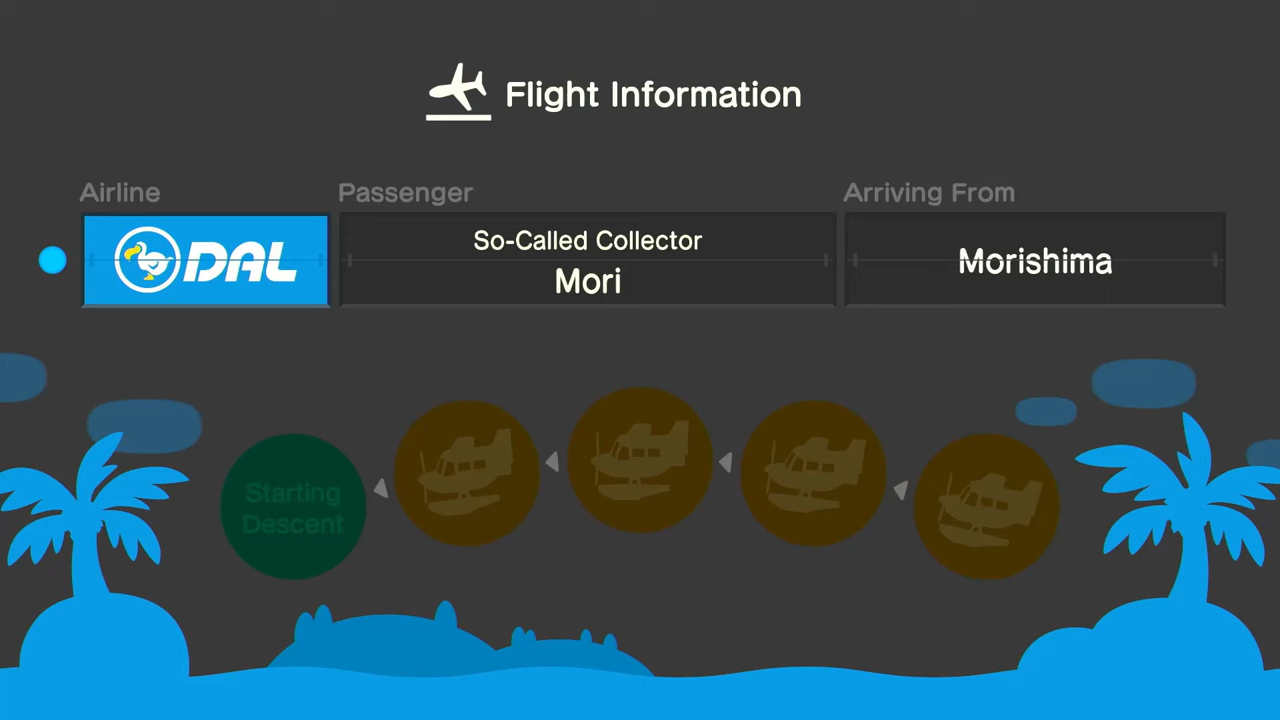 Flight Information
Airline
Passenger
Arriving From
DAL
So-Called Collector
Mori
Morishima
Starting
Descent